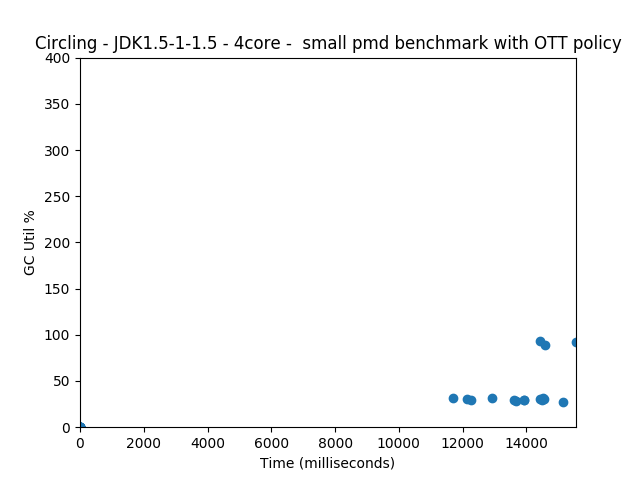 Circling - JDK1.5-1-1.5 - 4core -  small pmd benchmark with OTT policy
400
350
300
250
200
150
100
50
0
GC Util %
0 2000 4000 6000 8000 10000 12000 14000
Time (milliseconds)